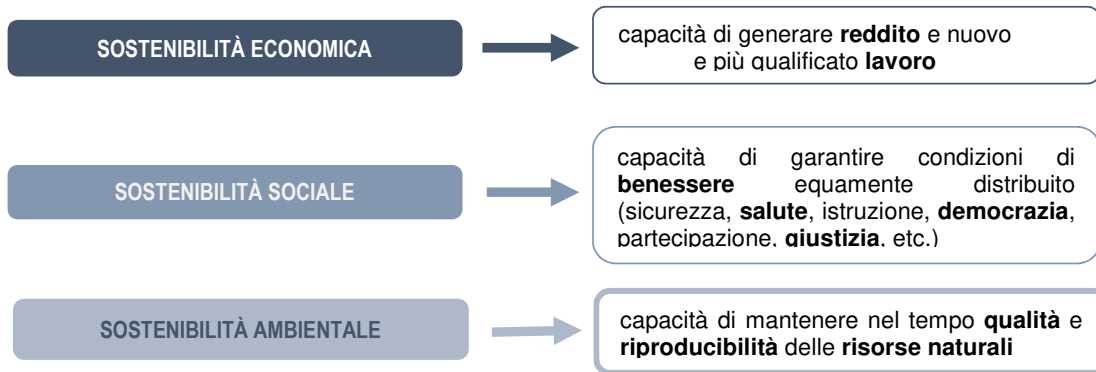 SOSTENIBILITÀ ECONOMICA
capacità di generare reddito e nuovo
e più qualificato lavoro
SOSTENIBILITÀ SOCIALE
capacità di garantire condizioni di
benessere equamente distribuito
(sicurezza, salute, istruzione, democrazia,
partecipazione, giustizia, etc.)
SOSTENIBILITÀ AMBIENTALE
capacità di mantenere nel tempo qualità e
riproducibilità delle risorse naturali